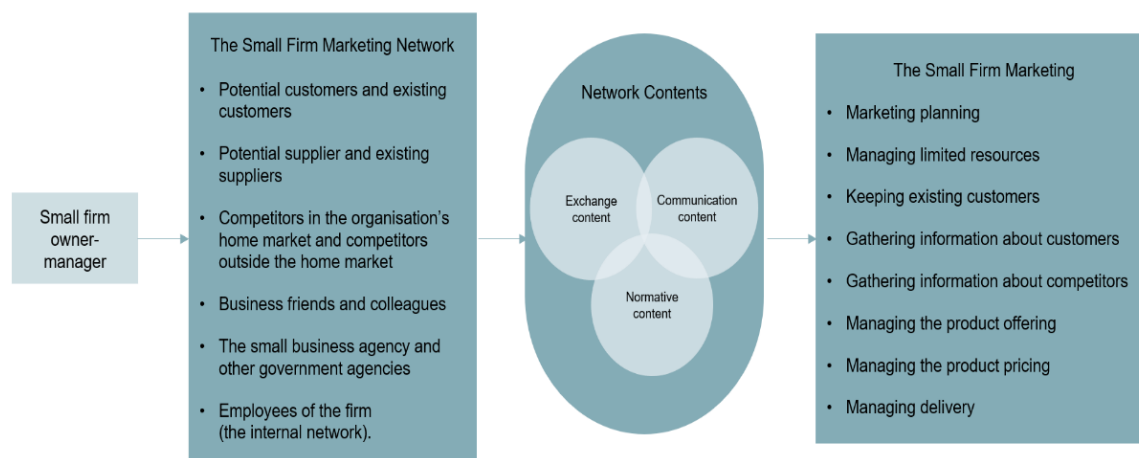 Small firm
owner-
manager
The Small Firm Marketing Network
• Potential customers and existing
customers
• Potential supplier and existing
suppliers
• Competitors in the organisation's
home market and competitors
outside the home market
• Business friends and colleagues
• The small business agency and
other government agencies
• Employees of the firm
(the internal network).
Network Contents
Exchange
content
Communication
content
Normative
content
The Small Firm Marketing
• Marketing planning
• Managing limited resources
• Keeping existing customers
• Gathering information about customers
• Gathering information about competitors
• Managing the product offering
• Managing the product pricing
• Managing delivery